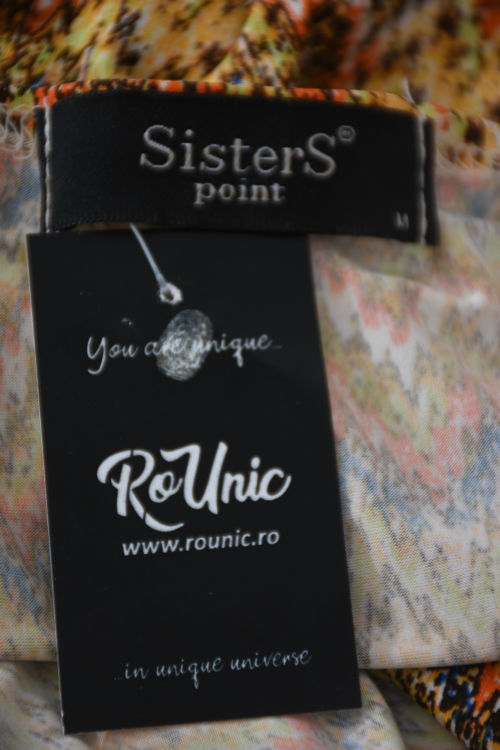 SisterS®
point
M
You are unique...
RoUnic
www.rounic.ro
...in unique universe